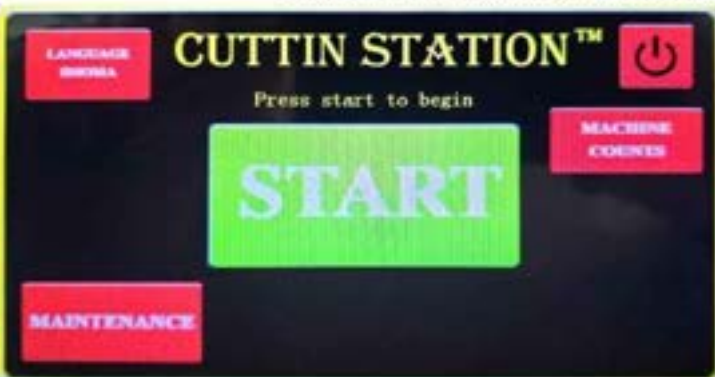 LANGUAGE
IDIOMA
CUTTIN STATION™
Press start to begin
MACHINE
COUNTS
START
MAINTENANCE